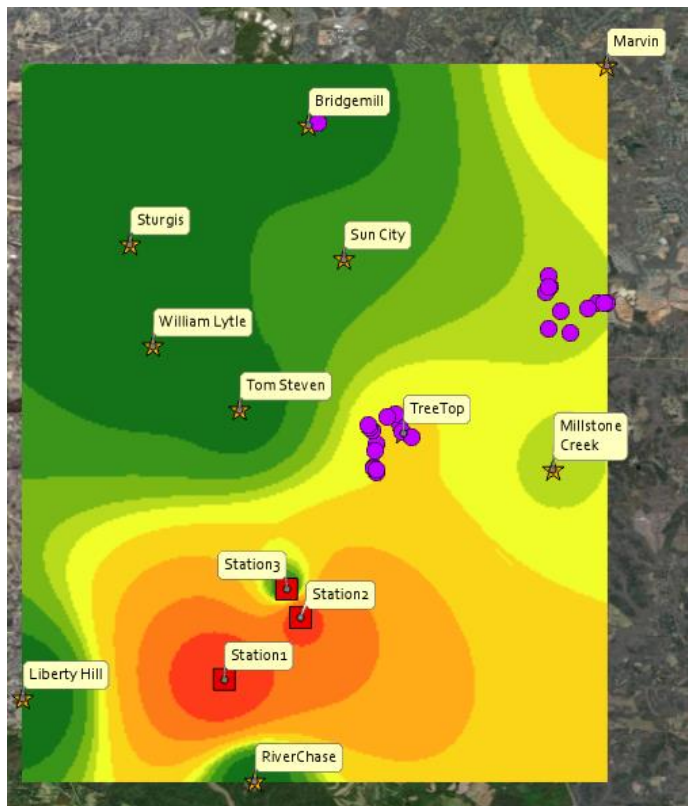 Marvin
Bridgemill
Sturgis
Sun City
William Lytle
Tom Steven
TreeTop
Millstone
Creek
Station3
Station2
Station1
Liberty Hill
RiverChase